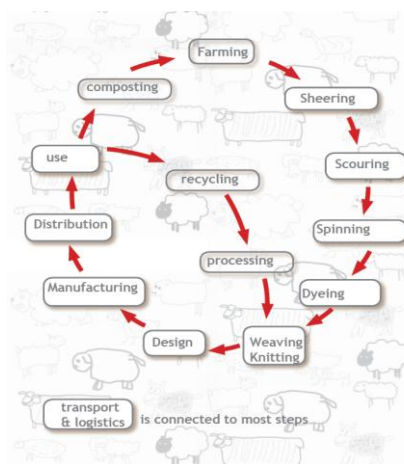 Farming
composting
Sheering
use
Scouring
recycling
Distribution
Spinning
processing
Manufacturing
Dyeing
Design
Weaving
Knitting
transport
& logistics
is connected to most steps